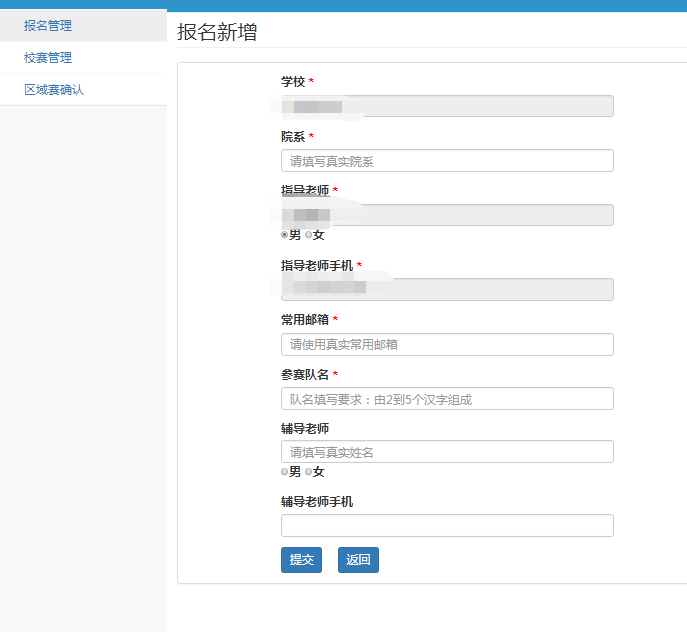 报名管理
校赛管理
区域赛确认
报名新增
学校 *
院系 *
请填写真实院系
指导老师 *
男 女
指导老师手机 *
常用邮箱 *
请使用真实常用邮箱
参赛队名 *
队名填写要求：由2到5个汉字组成
辅导老师
请填写真实姓名
男 女
辅导老师手机
提交 返回